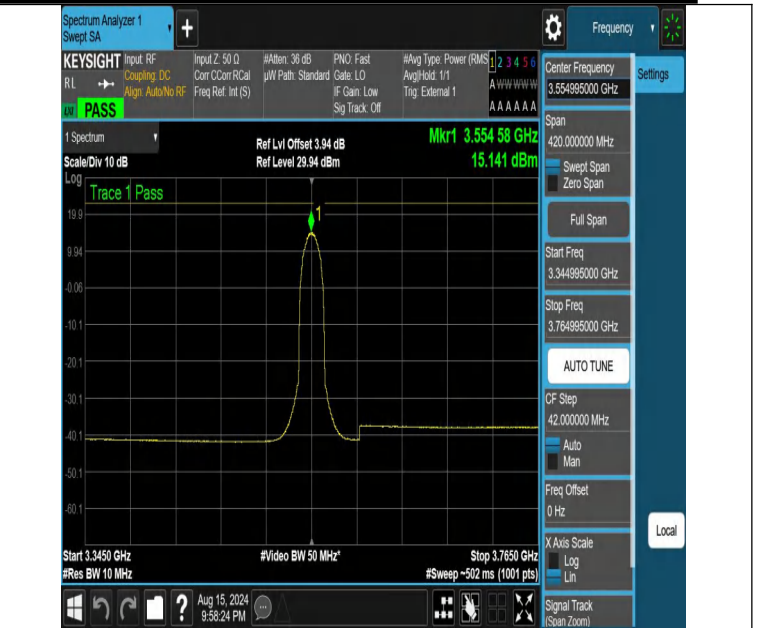 Spectrum Analyzer 1
Swept SA
+
Frequency
KEYSIGHT
RL
PASS
Input: RF
Coupling: DC
Align: Auto/No RF
Input Z: 50 Ω
Corr CCorr RCal
Freq Ref: Int (S)
#Atten: 36 dB
µW Path: Standard
PNO: Fast
Gate: LO
IF Gain: Low
Sig Track: Off
#Avg Type: Power (RMS
Avg|Hold: 1/1
Trig: External 1
1 2 3 4 5 6
A W W W W W
A A A A A A
1 Spectrum
Scale/Div 10 dB
Ref Lvl Offset 3.94 dB
Ref Level 29.94 dBm
Mkr1 3.554 58 GHz
15.141 dBm
Log
Trace 1 Pass
1
19.9
9.94
-0.06
-10.1
-20.1
-30.1
-40.1
-50.1
-60.1
Start 3.3450 GHz
#Res BW 10 MHz
#Video BW 50 MHz*
Stop 3.7650 GHz
#Sweep ~502 ms (1001 pts)
Center Frequency
3.554995000 GHz
Settings
Span
420.000000 MHz
Swept Span
Zero Span
Full Span
Start Freq
3.344995000 GHz
Stop Freq
3.764995000 GHz
AUTO TUNE
CF Step
42.000000 MHz
Auto
Man
Freq Offset
0 Hz
X Axis Scale
Log
Lin
Local
Signal Track
(Span Zoom)
?
Aug 15, 2024
9:58:24 PM